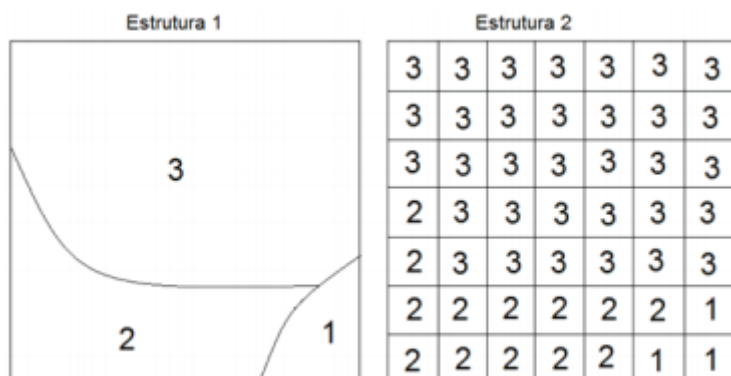 Estrutura 1
3
2
1
Estrutura 2
3 3 3 3 3 3 3
3 3 3 3 3 3 3
3 3 3 3 3 3 3
2 3 3 3 3 3 3
2 3 3 3 3 3 3
2 2 2 2 2 2 1
2 2 2 2 2 1 1